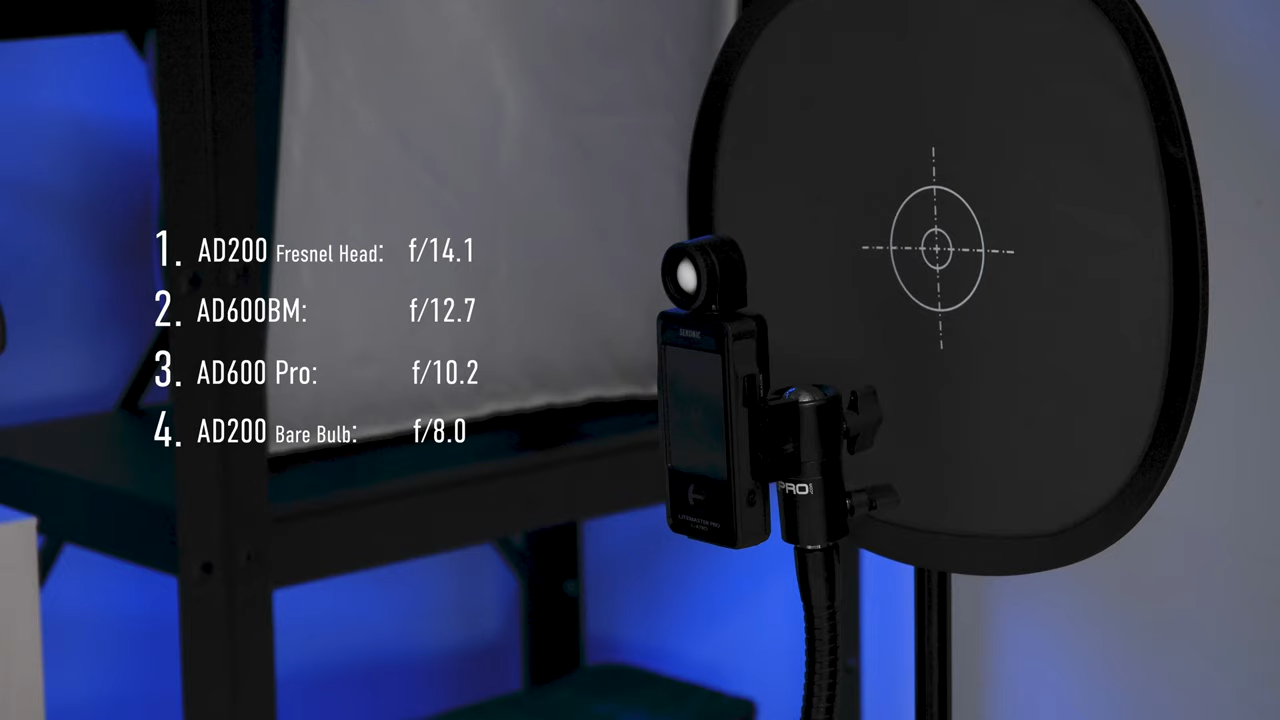 1. AD200 Fresnel Head: f/14.1
2. AD600BM: f/12.7
3. AD600 Pro: f/10.2
4. AD200 Bare Bulb: f/8.0
SEKONIC
PRO
LITEMASTER PRO